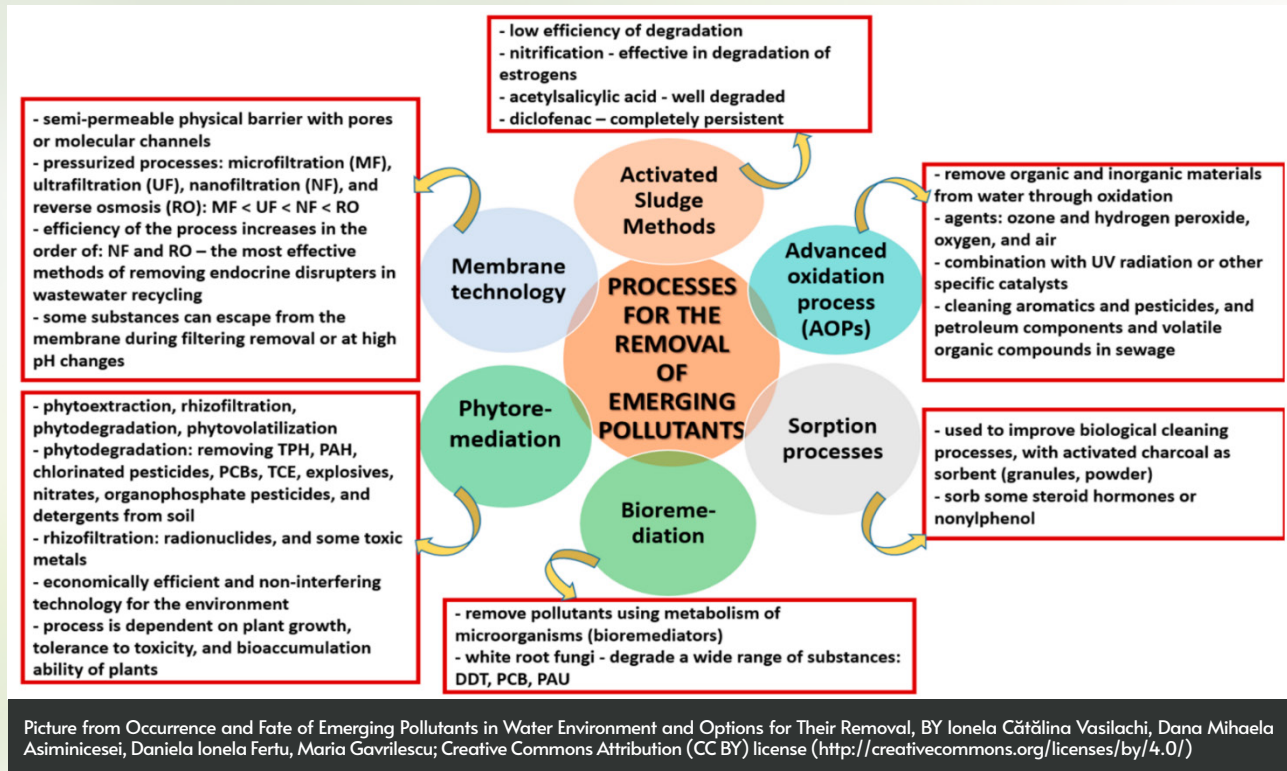 - low efficiency of degradation
- nitrification - effective in degradation of
estrogens
- acetylsalicylic acid - well degraded
- diclofenac – completely persistent
- semi-permeable physical barrier with pores
or molecular channels
- pressurized processes: microfiltration (MF),
ultrafiltration (UF), nanofiltration (NF), and
reverse osmosis (RO): MF < UF < NF < RO
- efficiency of the process increases in the
order of: NF and RO – the most effective
methods of removing endocrine disrupters in
wastewater recycling
- some substances can escape from the
membrane during filtering removal or at high
pH changes
Activated
Sludge
Methods
- remove organic and inorganic materials
from water through oxidation
- agents: ozone and hydrogen peroxide,
oxygen, and air
- combination with UV radiation or other
specific catalysts
- cleaning aromatics and pesticides, and
petroleum components and volatile
organic compounds in sewage
Membrane
technology
Advanced
oxidation
process
(AOPs)
PROCESSES
FOR THE
REMOVAL
OF
EMERGING
POLLUTANTS
Phytore-
mediation
Sorption
processes
Bioreme-
diation
- phytoextraction, rhizofiltration,
phytodegradation, phytovolatilization
- phytodegradation: removing TPH, PAH,
chlorinated pesticides, PCBs, TCE, explosives,
nitrates, organophosphate pesticides, and
detergents from soil
- rhizofiltration: radionuclides, and some toxic
metals
- economically efficient and non-interfering
technology for the environment
- process is dependent on plant growth,
tolerance to toxicity, and bioaccumulation
ability of plants
- used to improve biological cleaning
processes, with activated charcoal as
sorbent (granules, powder)
- sorb some steroid hormones or
nonylphenol
- remove pollutants using metabolism of
microorganisms (bioremediators)
- white root fungi - degrade a wide range of substances:
DDT, PCB, PAU
Picture from Occurrence and Fate of Emerging Pollutants in Water Environment and Options for Their Removal, BY Ionela Cătălina Vasilachi, Dana Mihaela
Asiminicesei, Daniela Ionela Fertu, Maria Gavrilescu; Creative Commons Attribution (CC BY) license (http://creativecommons.org/licenses/by/4.0/)